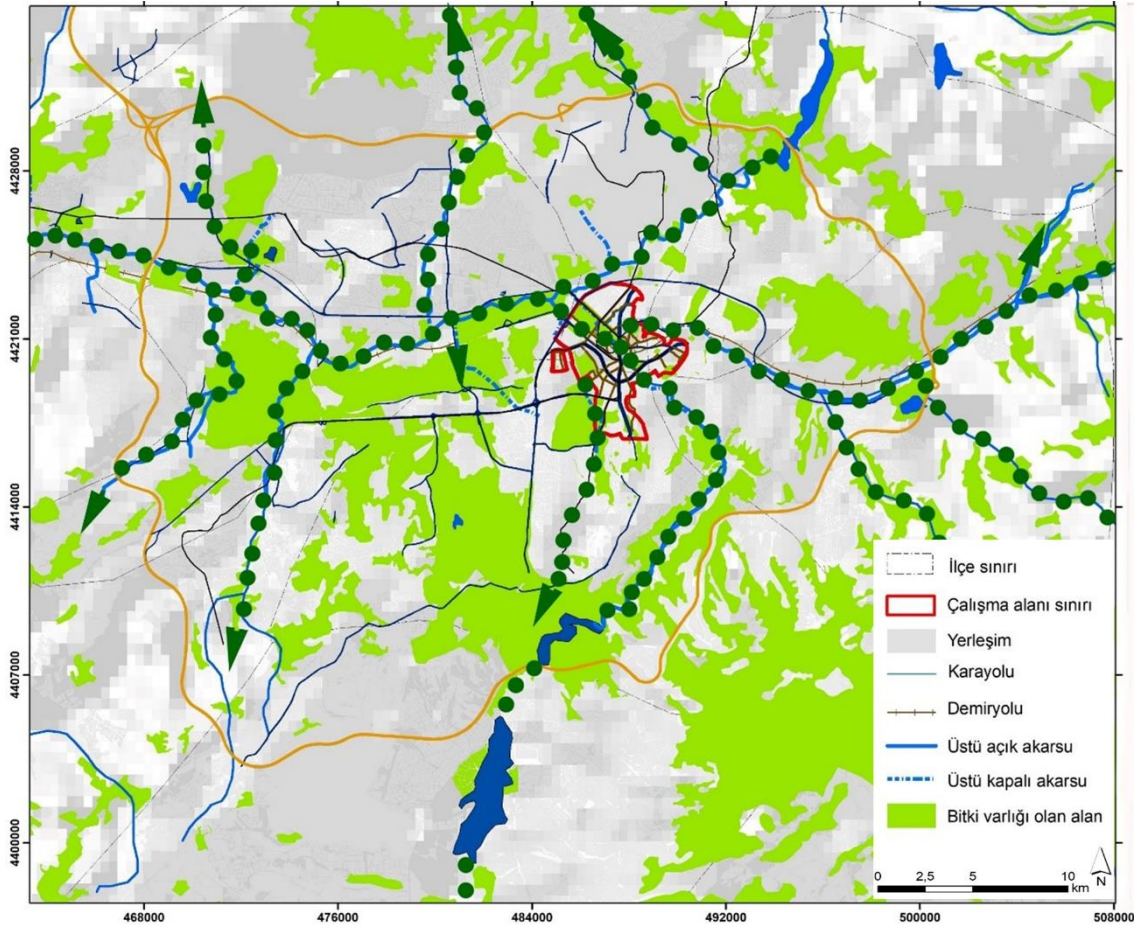 4428000
4421000
4414000
4407000
4400000
İlçe sınırı
Çalışma alanı sınırı
Yerleşim
Karayolu
Demiryolu
Üstü açık akarsu
Üstü kapalı akarsu
Bitki varlığı olan alan
0 2,5 5 10
km
N
468000 476000 484000 492000 500000 508000